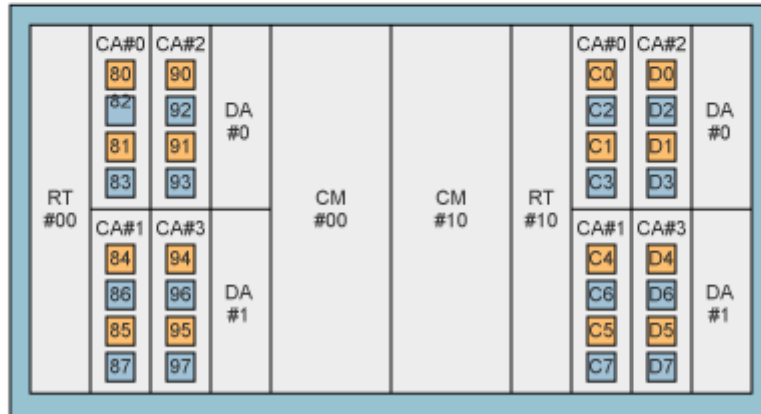 CA#0 CA#2
80 90
82 92
81 91
83 93
DA
#0
RT
#00
CA#1 CA#3
84 94
86 96
85 95
87 97
DA
#1
CM
#00
CM
#10
RT
#10
CA#0 CA#2
C0 D0
C2 D2
C1 D1
C3 D3
DA
#0
CA#1 CA#3
C4 D4
C6 D6
C5 D5
C7 D7
DA
#1